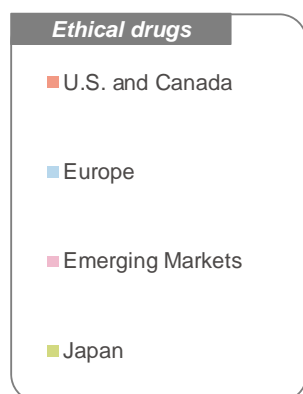 Ethical drugs
U.S. and Canada
Europe
Emerging Markets
Japan